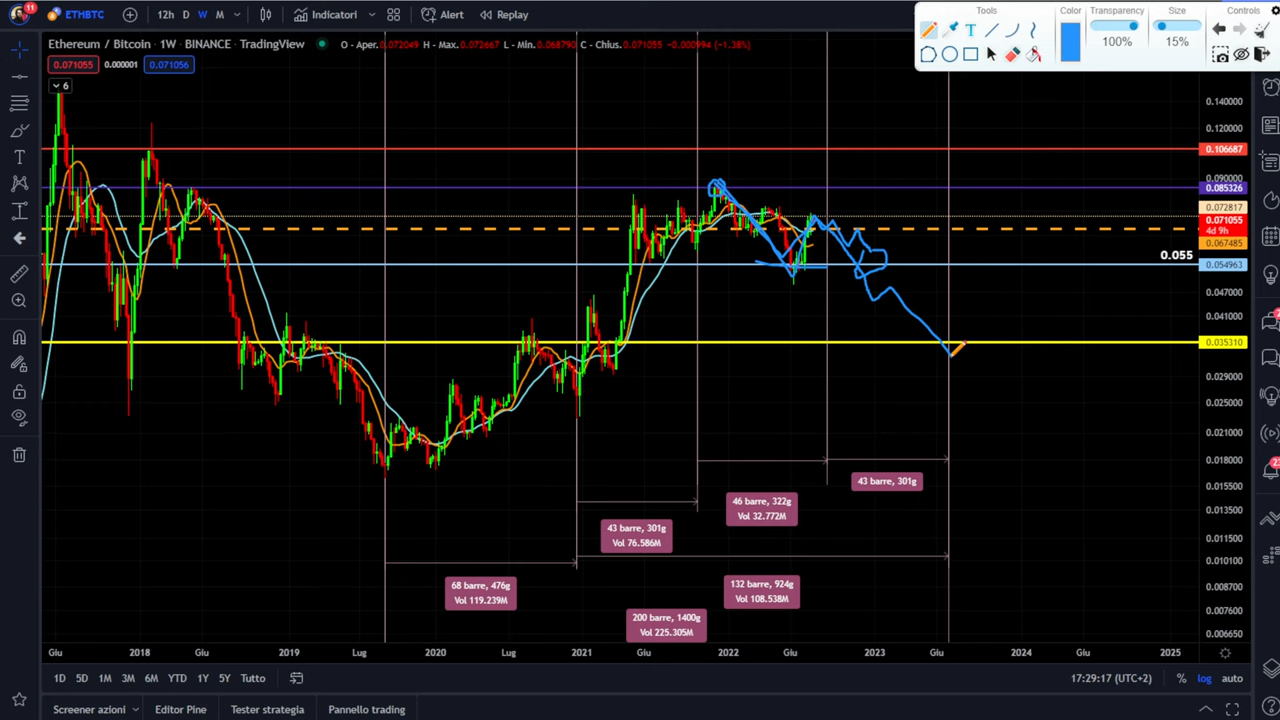 11
ETHBTC
12h D W M
Indicatori
Alert
Replay
Tools
Color
Transparency
Size
Controls
100%
15%
Ethereum / Bitcoin · 1W · BINANCE · TradingView
O - Aper.0.072049 H - Max.0.072667 L - Min.0.068790 C - Chius.0.071055 -0.000994 (-1.38%)
0.071055
0.000001
0.071056
6
0.140000
0.120000
0.106687
0.090000
0.085326
0.072817
0.071055
4d 9h
0.067485
0.055
0.054963
0.047000
0.041000
0.035310
0.029000
0.025000
0.021000
0.018000
0.015500
0.013500
0.011500
0.010100
0.008700
0.007600
0.006650
43 barre, 301g
46 barre, 322g
Vol 32.772M
43 barre, 301g
Vol 76.586M
68 barre, 476g
Vol 119.239M
132 barre, 924g
Vol 108.538M
200 barre, 1400g
Vol 225.305M
Giu 2018 Giu 2019 Lug 2020 Lug 2021 Giu 2022 Giu 2023 Giu 2024 Giu 2025
1D 5D 1M 3M 6M YTD 1Y 5Y Tutto
17:29:17 (UTC+2)
% log auto
Screener azioni
Editor Pine
Tester strategia
Pannello trading